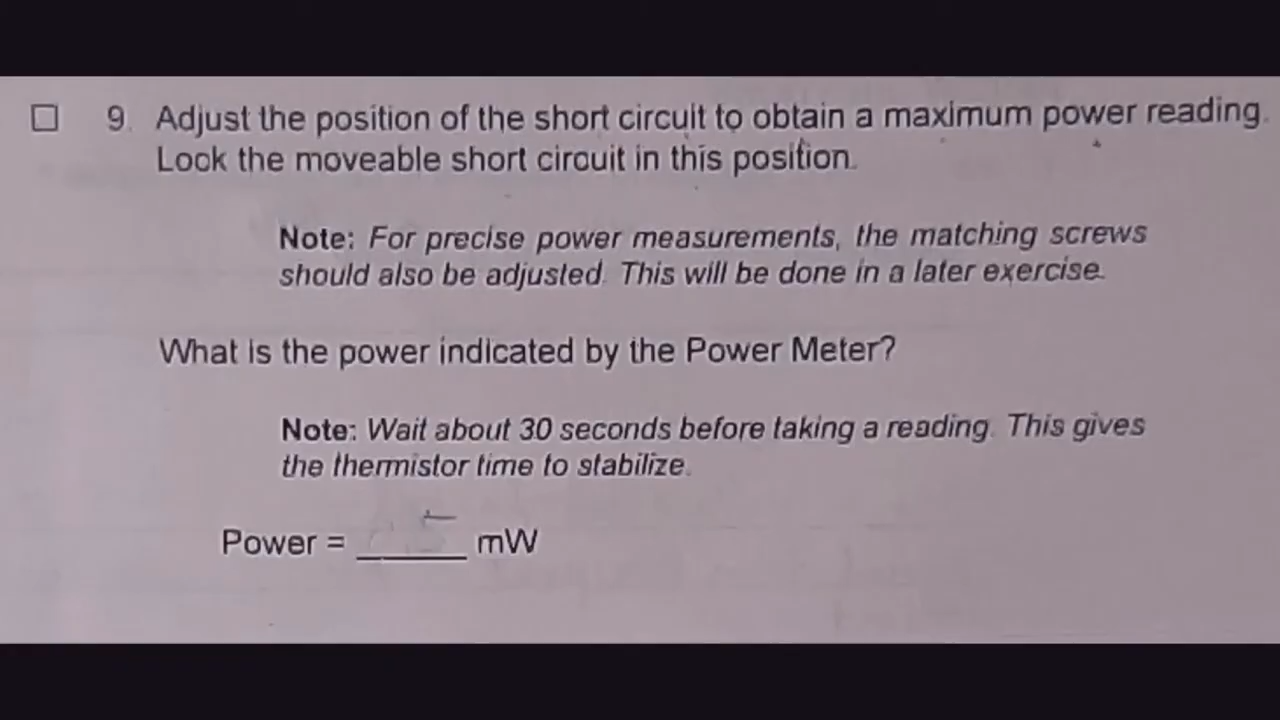 ☐ 9. Adjust the position of the short circuit to obtain a maximum power reading.
Lock the moveable short circuit in this position.
Note: For precise power measurements, the matching screws
should also be adjusted. This will be done in a later exercise.
What is the power indicated by the Power Meter?
Note: Wait about 30 seconds before taking a reading. This gives
the thermistor time to stabilize.
Power = ____ mW